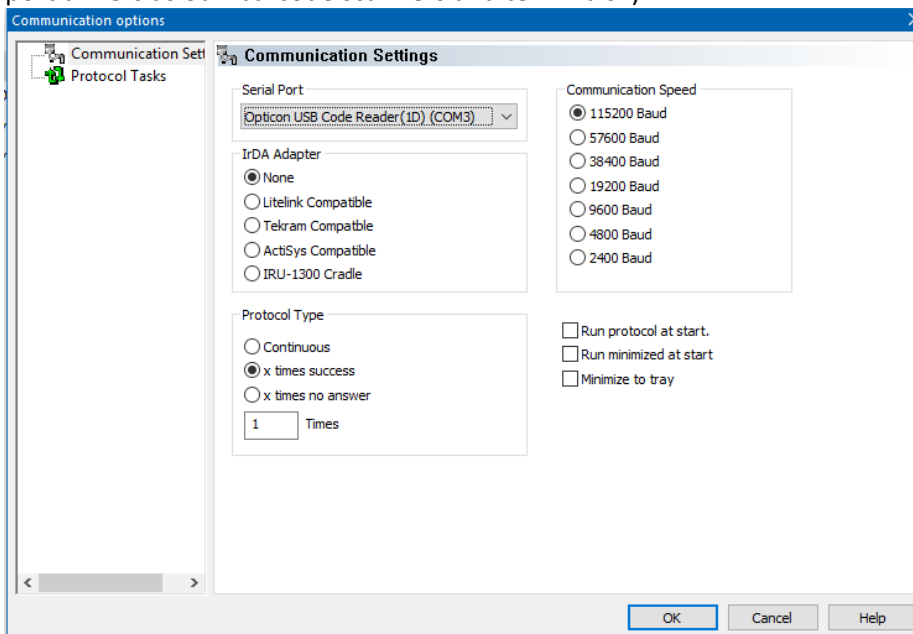 Communication options
Communication Sett
Protocol Tasks
Communication Settings
Serial Port
Opticon USB Code Reader(1D) (COM3)
IrDA Adapter
None
Litelink Compatible
Tekram Compatble
ActiSys Compatible
IRU-1300 Cradle
Protocol Type
Continuous
x times success
x times no answer
1 Times
Communication Speed
115200 Baud
57600 Baud
38400 Baud
19200 Baud
9600 Baud
4800 Baud
2400 Baud
Run protocol at start.
Run minimized at start
Minimize to tray
OK
Cancel
Help